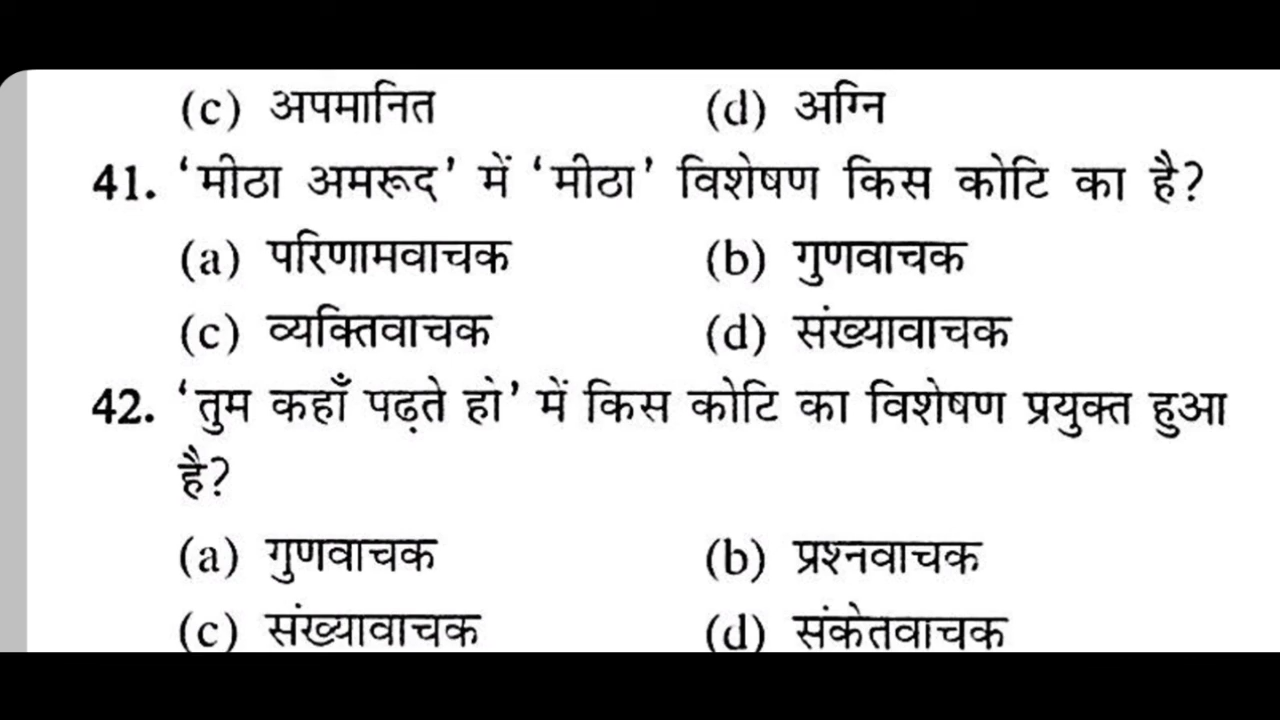 (c) अपमानित (d) अग्नि
41. 'मीठा अमरूद' में 'मीठा' विशेषण किस कोटि का है?
(a) परिणामवाचक (b) गुणवाचक
(c) व्यक्तिवाचक (d) संख्यावाचक
42. 'तुम कहाँ पढ़ते हो' में किस कोटि का विशेषण प्रयुक्त हुआ
है?
(a) गुणवाचक (b) प्रश्नवाचक
(c) संख्यावाचक (d) संकेतवाचक